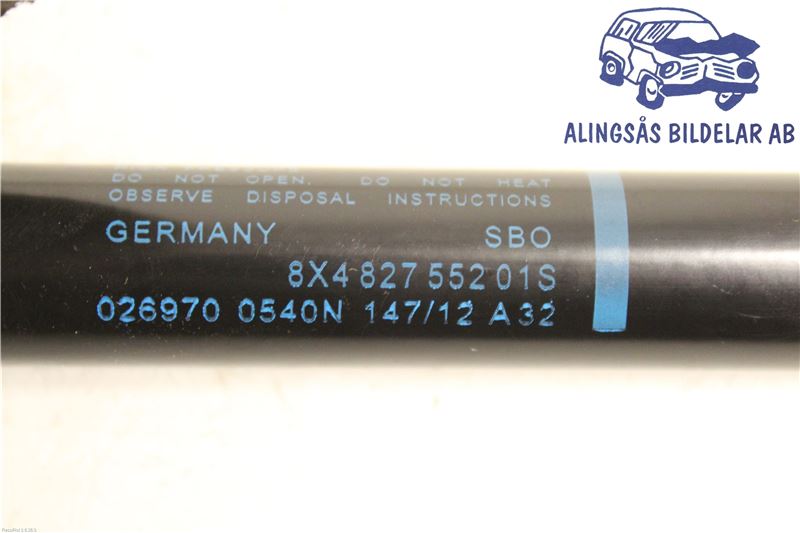 ALINGSÅS BILDELAR AB
DO NOT OPEN. DO NOT HEAT
OBSERVE DISPOSAL INSTRUCTIONS
GERMANY SBO
8X4 827 552 01S
026970 0540N 147/12 A 32